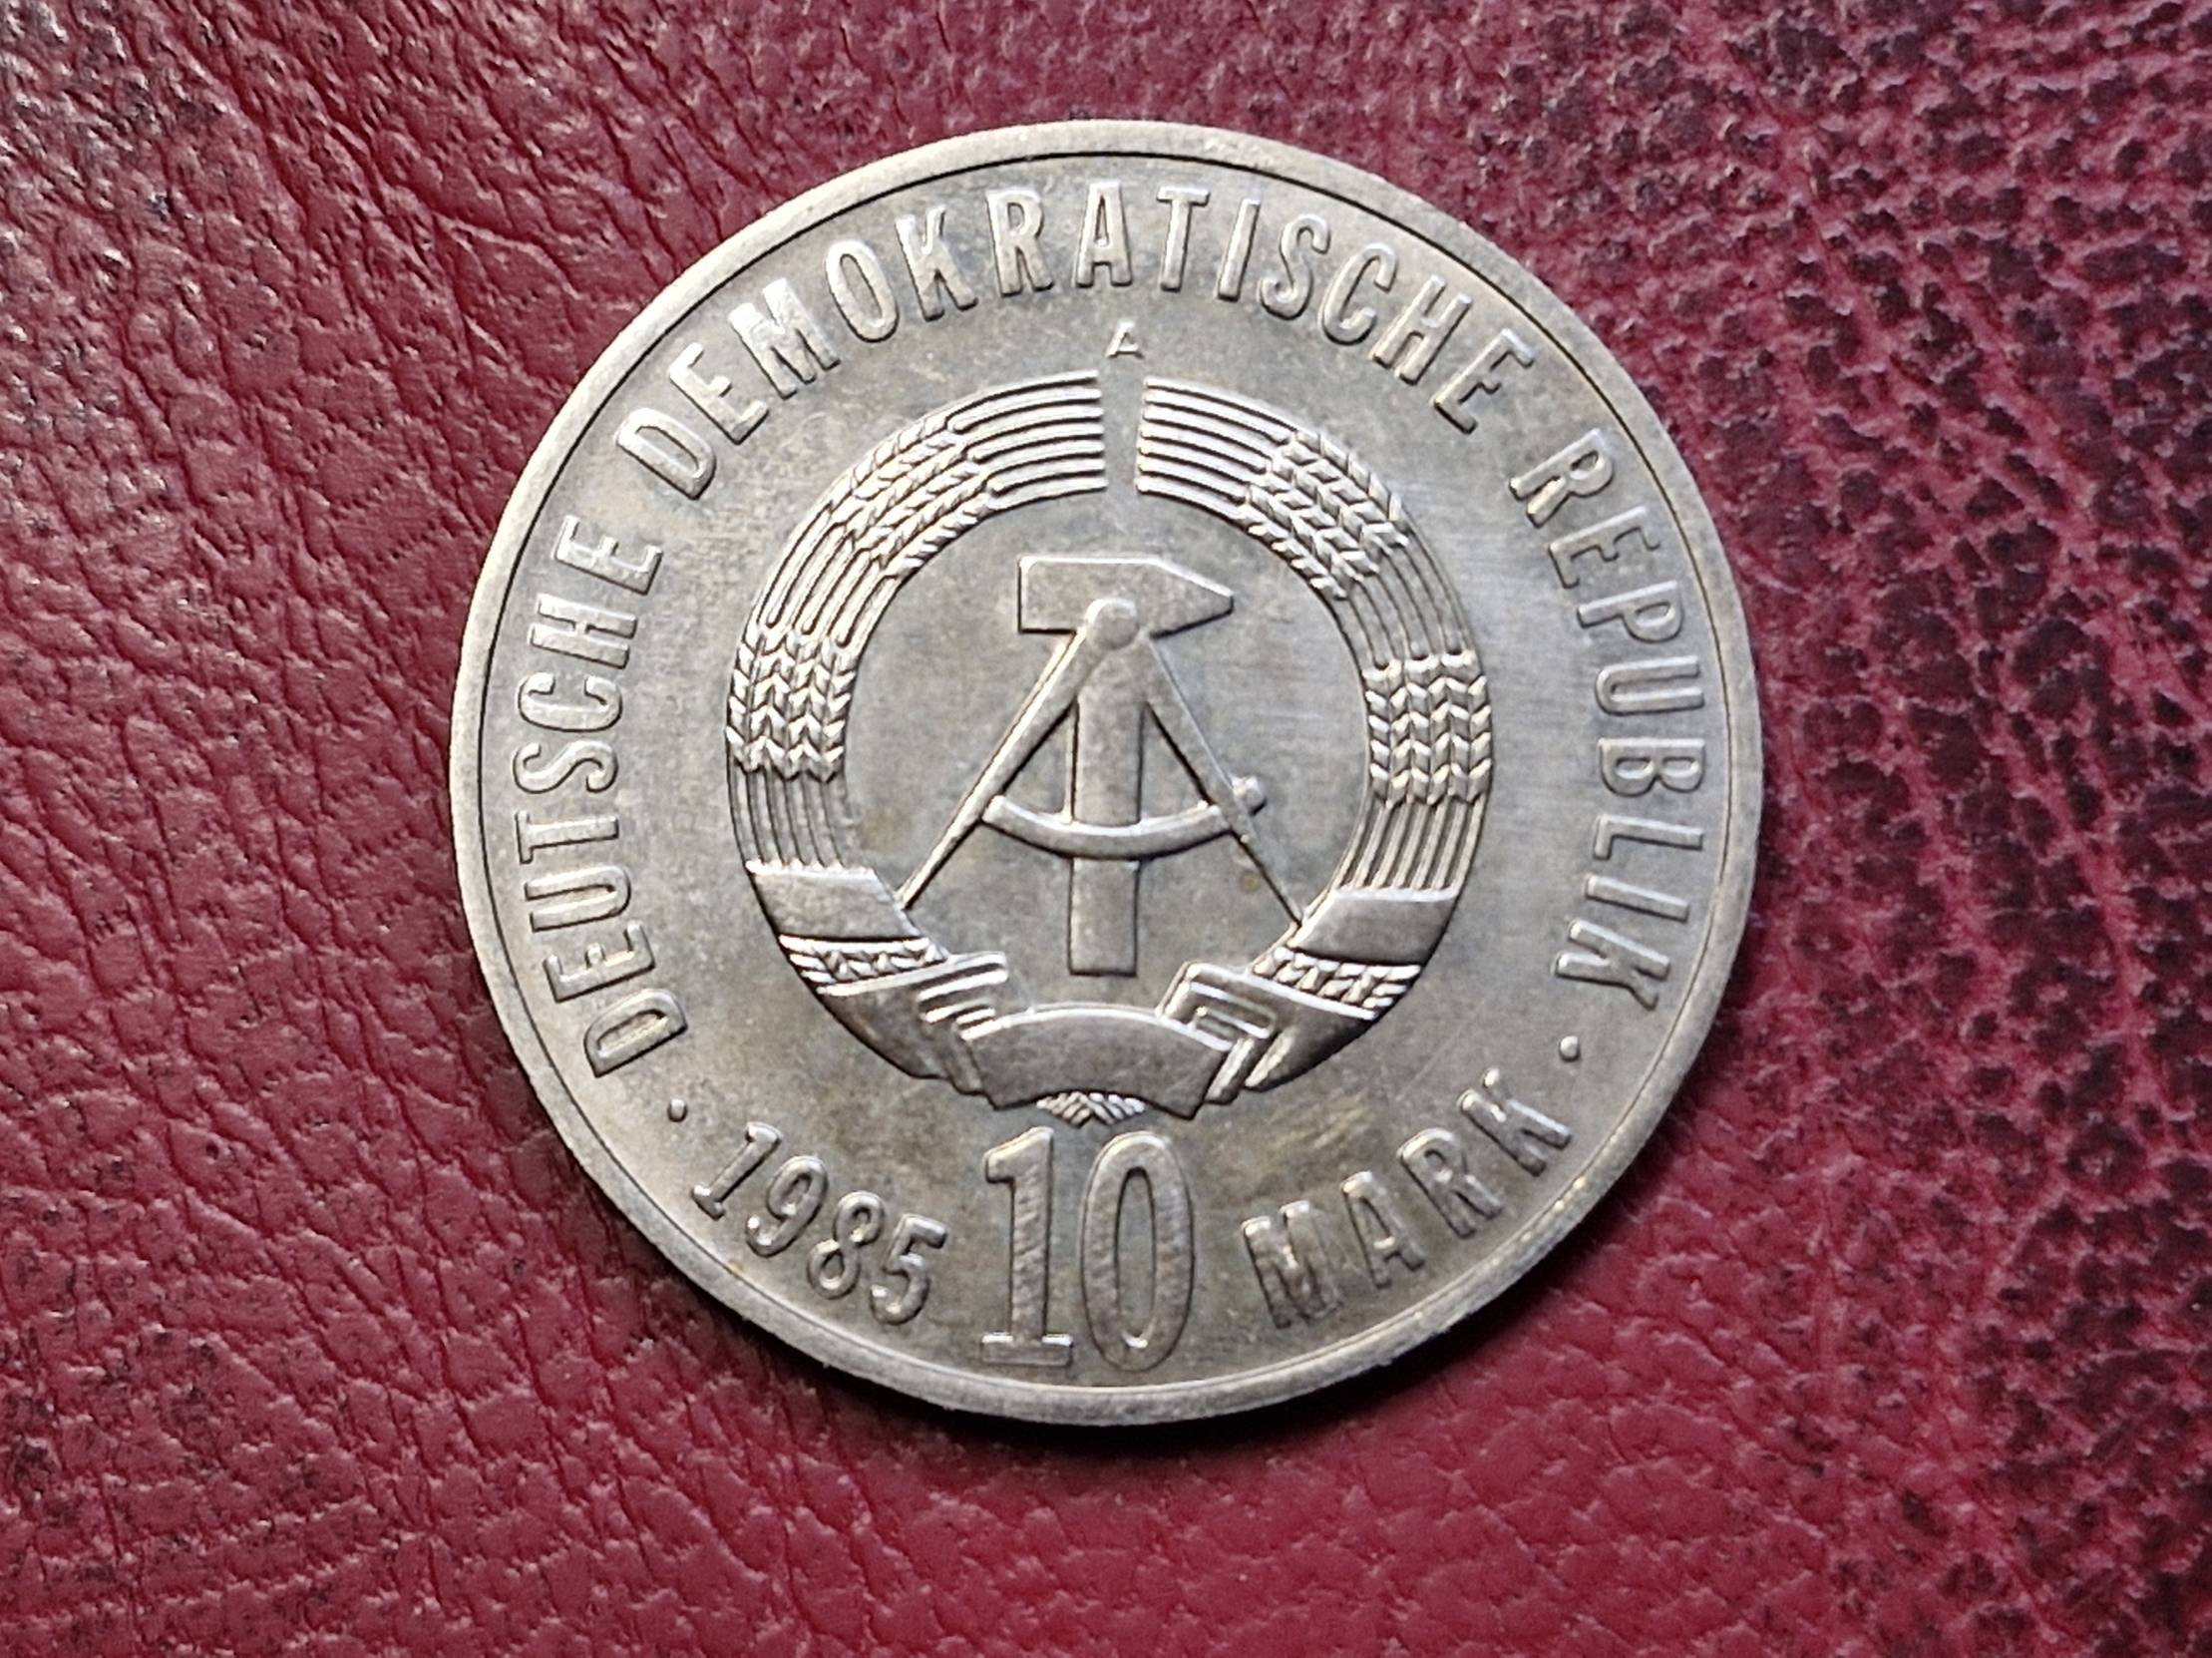 DEUTSCHE DEMOKRATISCHE REPUBLIK
A
· 1985 10 MARK ·